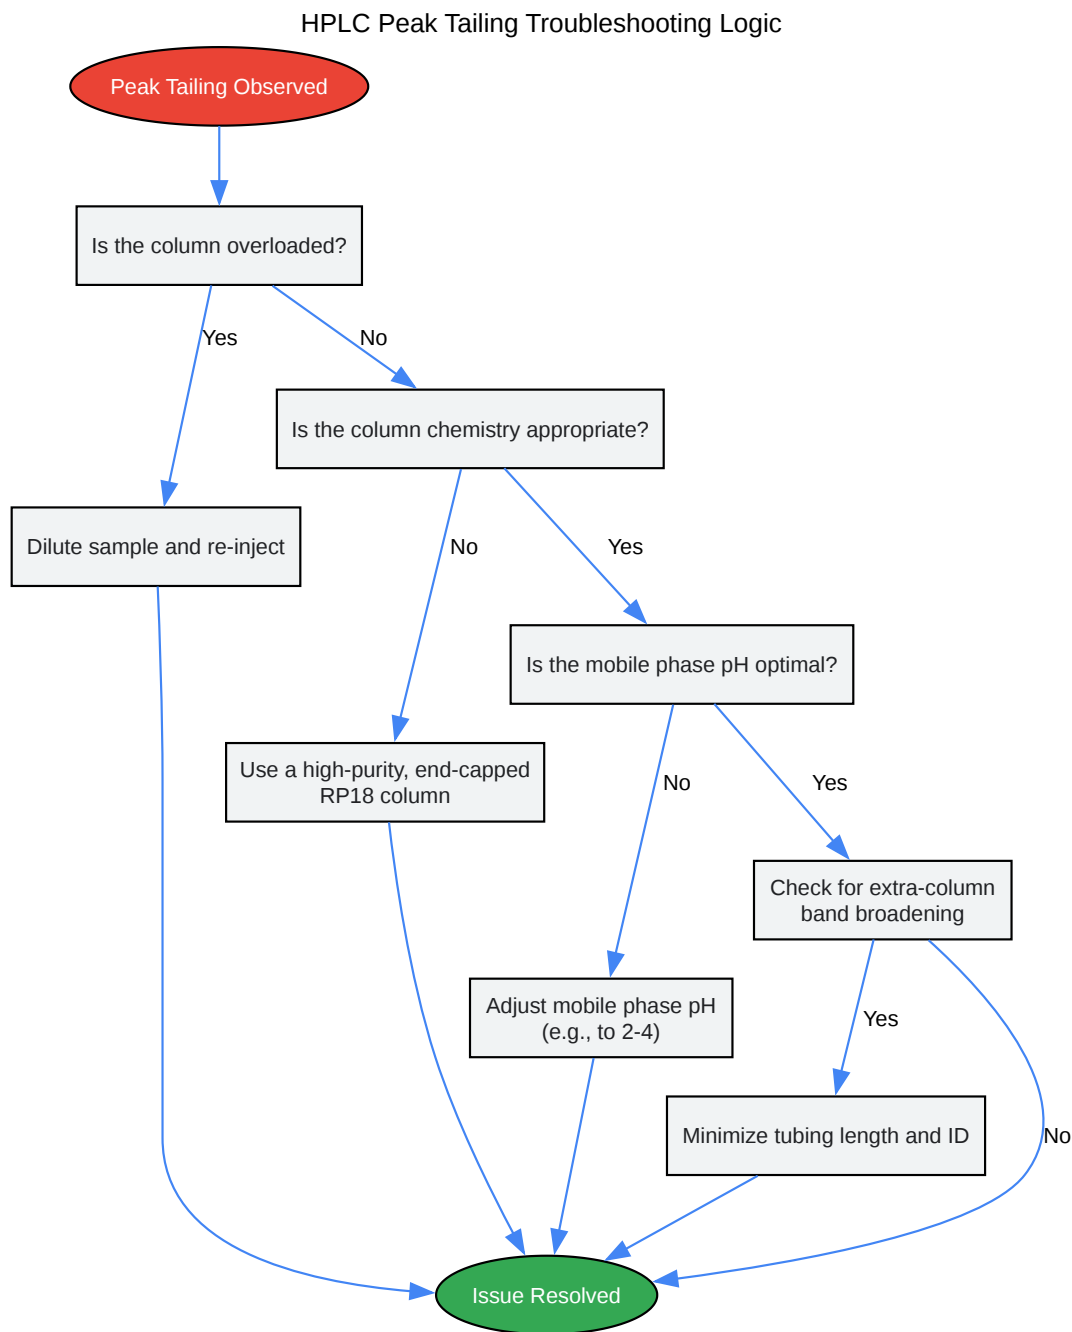 HPLC Peak Tailing Troubleshooting Logic
Peak Tailing Observed
Is the column overloaded?
Yes
No
Is the column chemistry appropriate?
Dilute sample and re-inject
No
Yes
Is the mobile phase pH optimal?
Use a high-purity, end-capped
RP18 column
No
Yes
Check for extra-column
band broadening
Adjust mobile phase pH
(e.g., to 2-4)
Yes
Minimize tubing length and ID
No
Issue Resolved